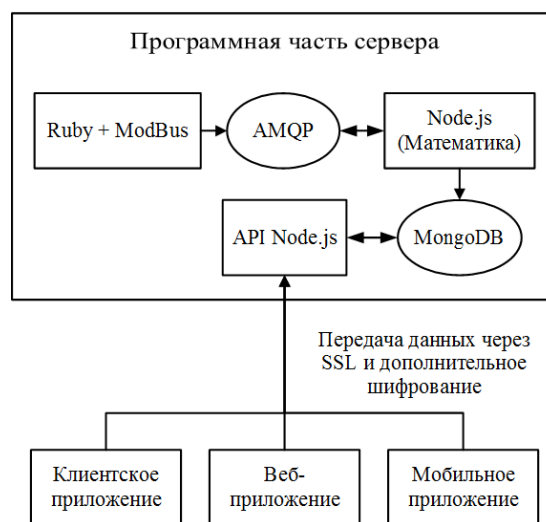 Программная часть сервера
Ruby + ModBus
AMQP
Node.js
(Математика)
API Node.js
MongoDB
Передача данных через
SSL и дополнительное
шифрование
Клиентское
приложение
Веб-
приложение
Мобильное
приложение